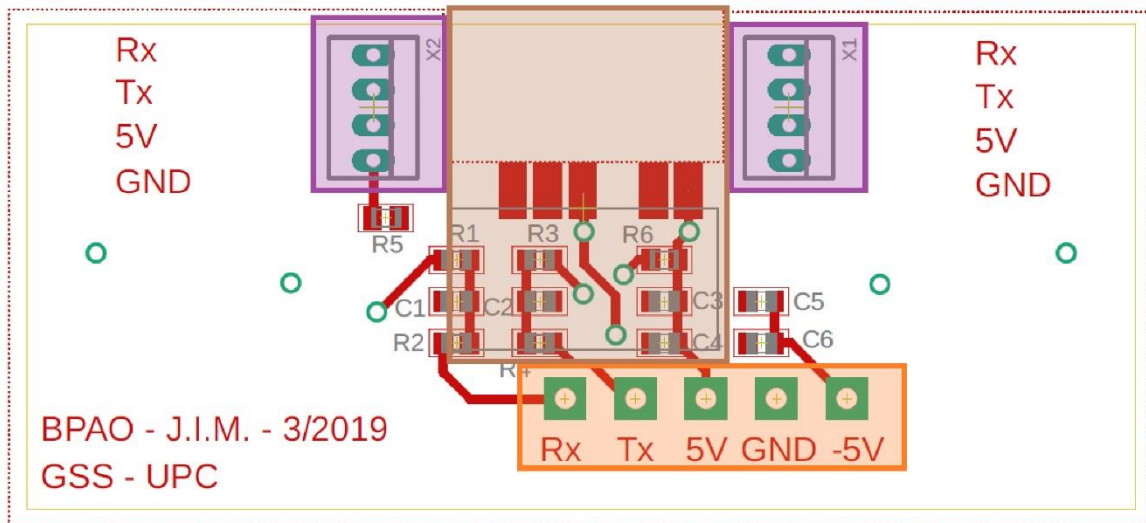 Rx
Tx
5V
GND
X2
X1
Rx
Tx
5V
GND
R5
R1
R3
R6
C1
C2
C3
C5
R2
R4
C4
C6
Rx Tx 5V GND -5V
BPAO - J.I.M. - 3/2019
GSS - UPC